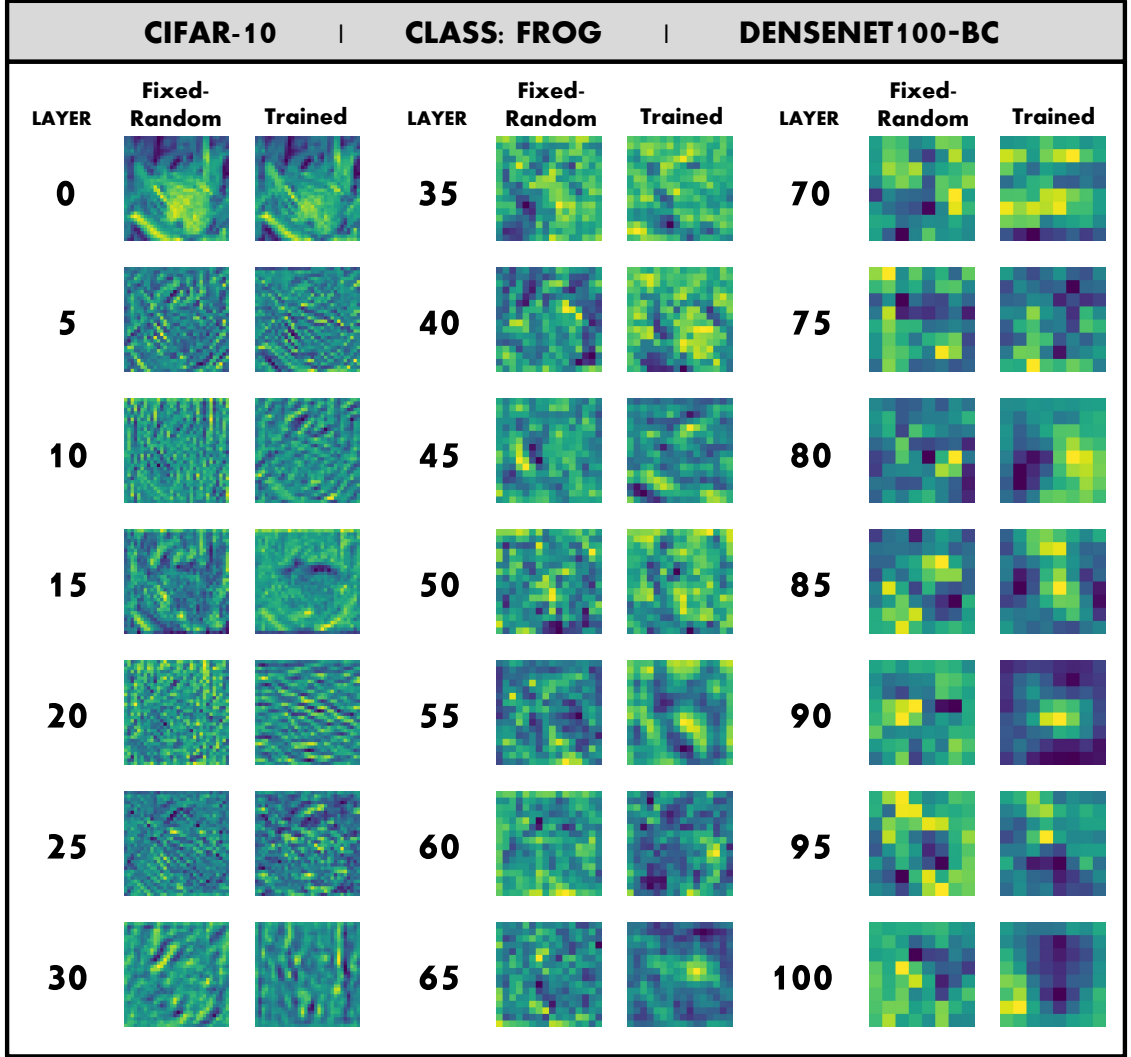 CIFAR-10 | CLASS: FROG | DENSENET100-BC
LAYER Fixed-Random Trained LAYER Fixed-Random Trained LAYER Fixed-Random Trained
0 35 70
5 40 75
10 45 80
15 50 85
20 55 90
25 60 95
30 65 100